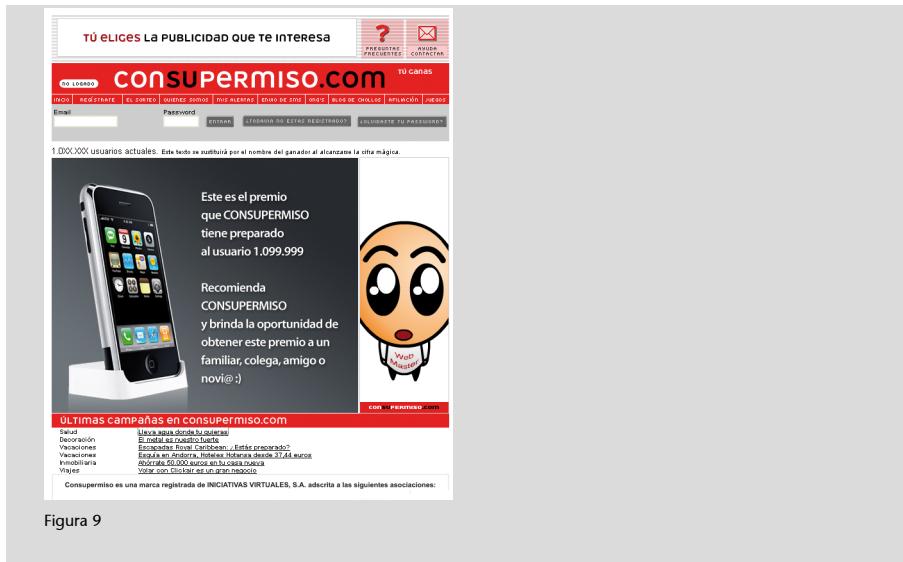 TÚ ELIGES LA PUBLICIDAD QUE TE INTERESA
PREGUNTAS FRECUENTES
AYUDA CONTACTAR
NO LOGADO
consupermiso.com
TÚ GANAS
INICIO REGÍSTRATE EL SORTEO QUIENES SOMOS MIS ALERTAS ENVIO DE SMS ORG'S BLOG DE CHOLLOS AFILIACIÓN JUEGOS
Email Password
ENTRAR ¿TODAVIA NO ESTAS REGISTRADO? ¿OLVIDASTE TU PASSWORD?
1.0XX.XXX usuarios actuales. Este texto se sustituirá por el nombre del ganador al alcanzarse la cifra mágica.
Este es el premio
que CONSUPERMISO
tiene preparado
al usuario 1.099.999
Recomienda
CONSUPERMISO
y brinda la oportunidad de
obtener este premio a un
familiar, colega, amigo o
novi@ :)
Web
Master
consupermiso.com
ÚLTIMAS CAMPAÑAS EN CONSUPERMISO.COM
Salud Lleva agua donde tu quieras
Decoración El metal es nuestro fuerte
Vacaciones Escapadas Royal Caribbean: ¿Estás preparado?
Vacaciones Esquía en Andorra, Hoteles Hotansa desde 37,44 euros
Inmobiliaria Ahórrate 50.000 euros en tu casa nueva
Viajes Volar con Clickair es un gran negocio
Consupermiso es una marca registrada de INICIATIVAS VIRTUALES, S.A. adscrita a las siguientes asociaciones:
Figura 9